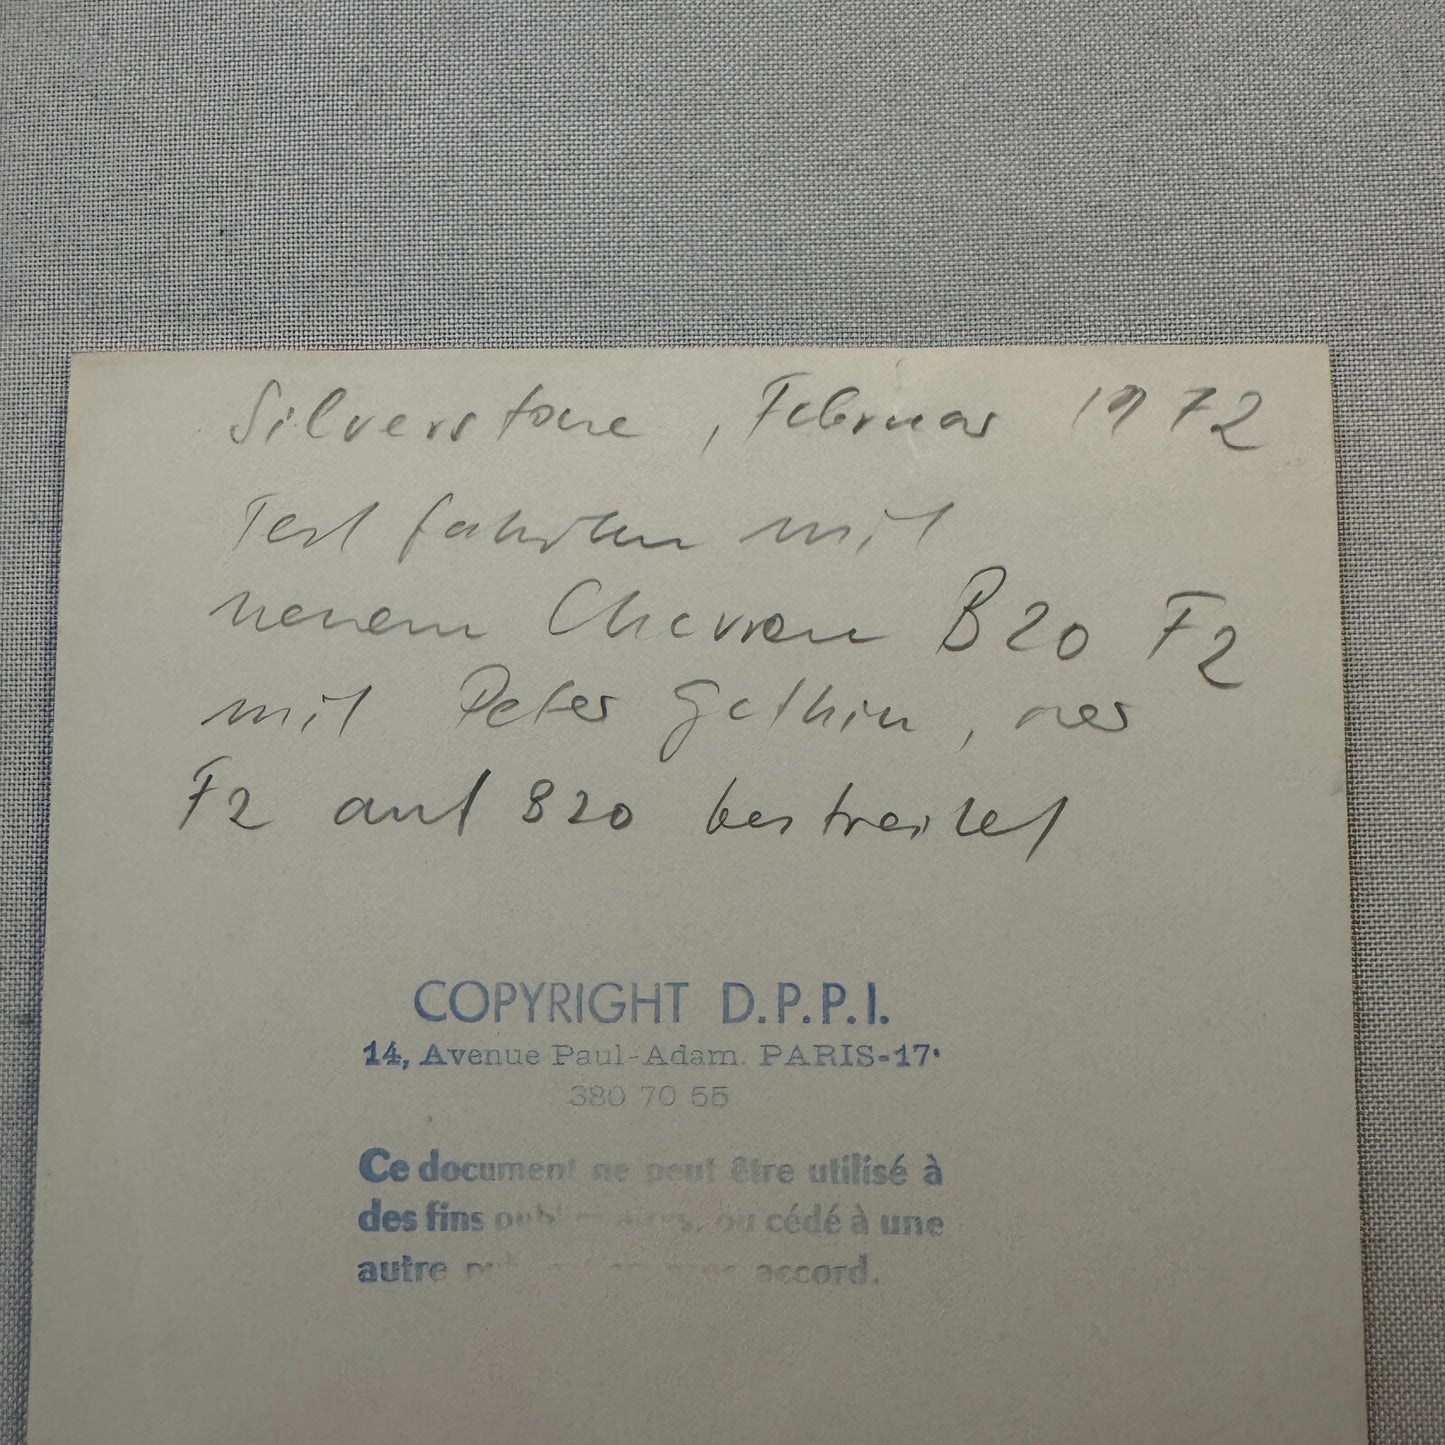 Silverstone, Februar 1972
Testfahrten mit
neuem Chevron B20 F2
mit Peter Gethin, der
F2 auf B20 bestreitet
COPYRIGHT D.P.P.I.
14, Avenue Paul-Adam. PARIS-17•
380 70 55
Ce document ne peut être utilisé à
des fins publicitaires, ou cédé à une
autre accord.